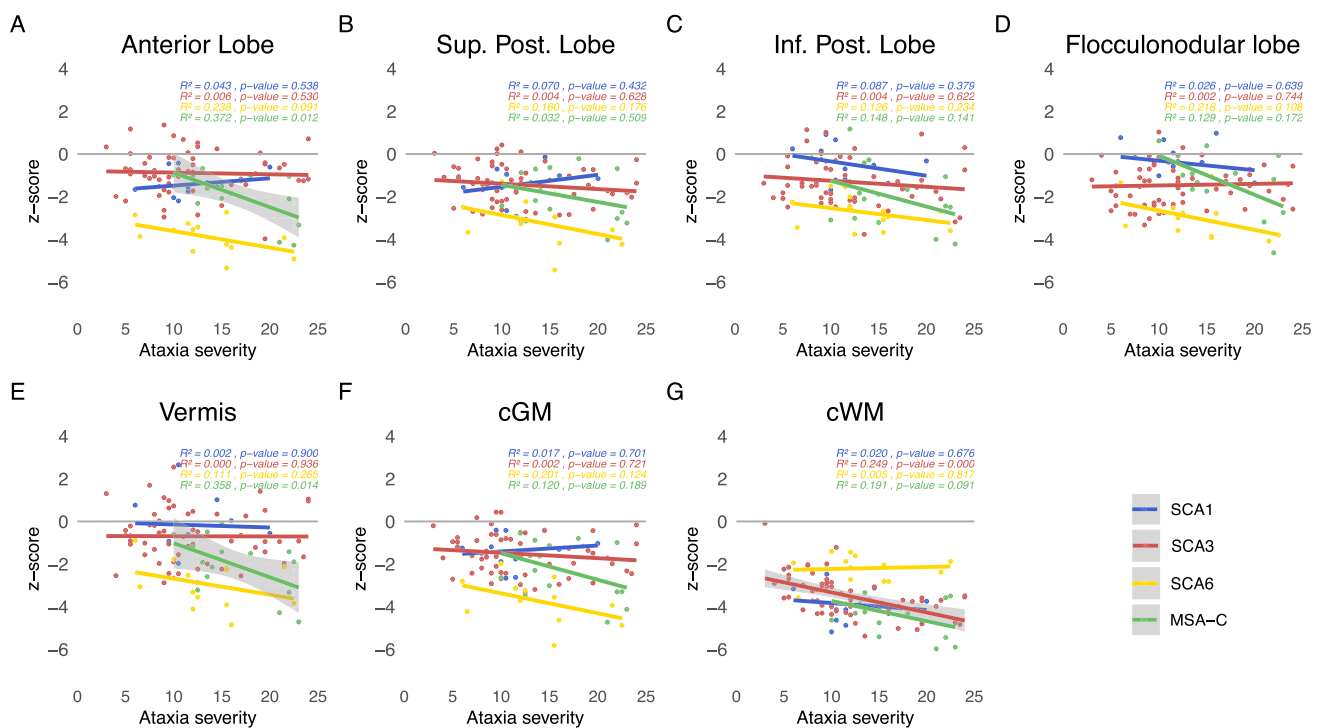 A
Anterior Lobe
R² = 0.043 , p−value = 0.538
R² = 0.006 , p−value = 0.530
R² = 0.238 , p−value = 0.091
R² = 0.372 , p−value = 0.012
z−score
4
2
0
−2
−4
−6
0 5 10 15 20 25
Ataxia severity
B
Sup. Post. Lobe
R² = 0.070 , p−value = 0.432
R² = 0.004 , p−value = 0.628
R² = 0.160 , p−value = 0.176
R² = 0.032 , p−value = 0.509
z−score
4
2
0
−2
−4
−6
0 5 10 15 20 25
Ataxia severity
C
Inf. Post. Lobe
R² = 0.087 , p−value = 0.379
R² = 0.004 , p−value = 0.622
R² = 0.126 , p−value = 0.234
R² = 0.148 , p−value = 0.141
z−score
4
2
0
−2
−4
−6
0 5 10 15 20 25
Ataxia severity
D
Flocculonodular lobe
R² = 0.026 , p−value = 0.639
R² = 0.002 , p−value = 0.744
R² = 0.218 , p−value = 0.108
R² = 0.129 , p−value = 0.172
z−score
4
2
0
−2
−4
−6
0 5 10 15 20 25
Ataxia severity
E
Vermis
R² = 0.002 , p−value = 0.900
R² = 0.000 , p−value = 0.936
R² = 0.111 , p−value = 0.265
R² = 0.358 , p−value = 0.014
z−score
4
2
0
−2
−4
−6
0 5 10 15 20 25
Ataxia severity
F
cGM
R² = 0.017 , p−value = 0.701
R² = 0.002 , p−value = 0.721
R² = 0.201 , p−value = 0.124
R² = 0.120 , p−value = 0.189
z−score
4
2
0
−2
−4
−6
0 5 10 15 20 25
Ataxia severity
G
cWM
R² = 0.020 , p−value = 0.676
R² = 0.249 , p−value = 0.000
R² = 0.005 , p−value = 0.817
R² = 0.191 , p−value = 0.091
z−score
4
2
0
−2
−4
−6
0 5 10 15 20 25
Ataxia severity
SCA1
SCA3
SCA6
MSA−C